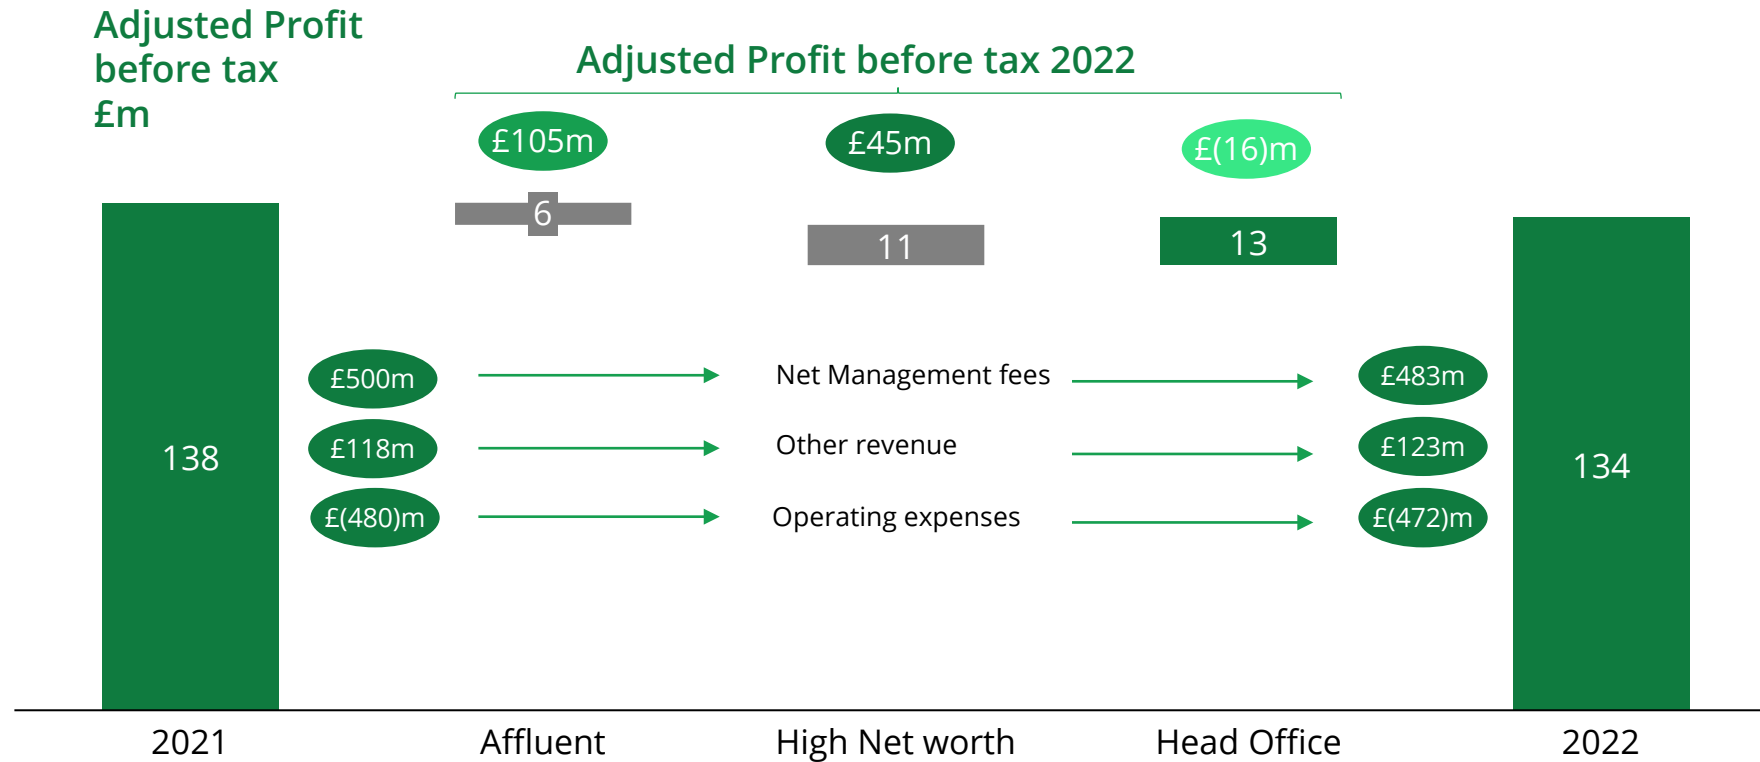 Adjusted Profit
before tax
£m
Adjusted Profit before tax 2022
£105m
£45m
£(16)m
6
11
13
£500m
Net Management fees
£483m
£118m
Other revenue
£123m
138
134
£(480)m
Operating expenses
£(472)m
2021
Affluent
High Net worth
Head Office
2022